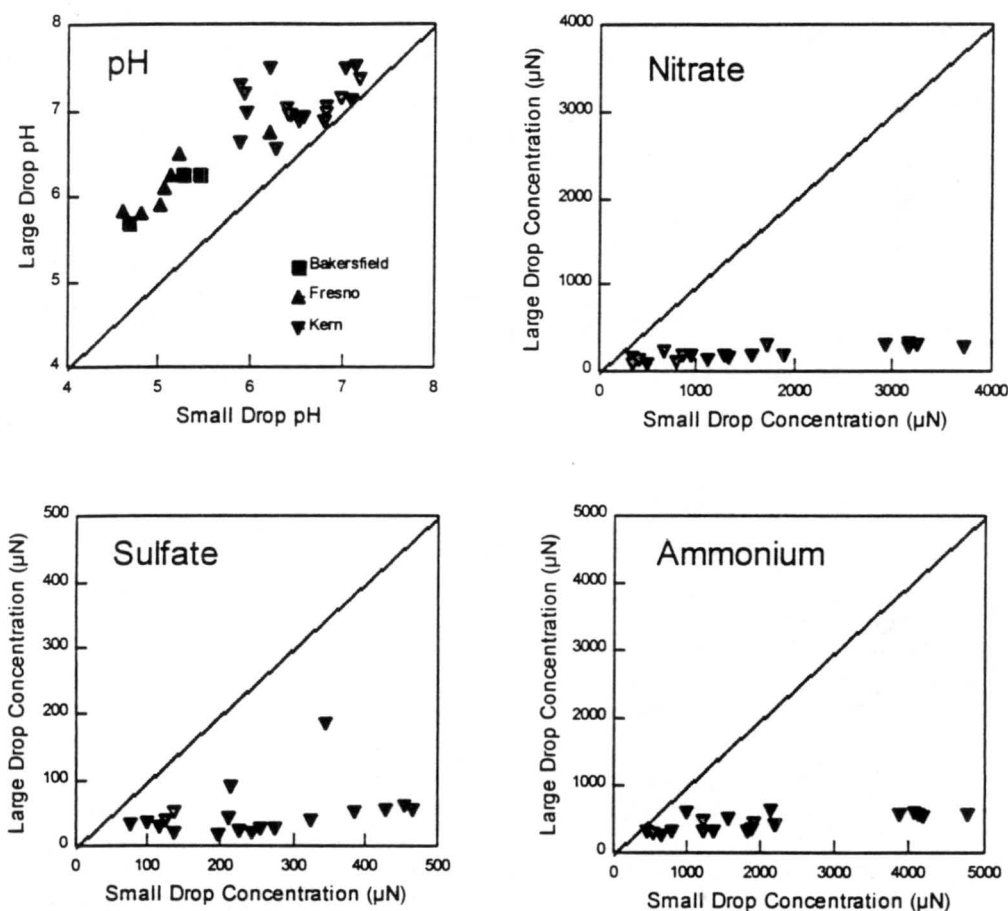 pH
8
7
6
5
4
Large Drop pH
Bakersfield
Fresno
Kern
4 5 6 7 8
Small Drop pH
Nitrate
4000
3000
2000
1000
0
Large Drop Concentration (µN)
0 1000 2000 3000 4000
Small Drop Concentration (µN)
Sulfate
500
400
300
200
100
0
Large Drop Concentration (µN)
0 100 200 300 400 500
Small Drop Concentration (µN)
Ammonium
5000
4000
3000
2000
1000
0
Large Drop Concentration (µN)
0 1000 2000 3000 4000 5000
Small Drop Concentration (µN)